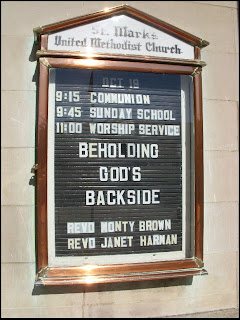 St. Marks
United Methodist Church
OCT 19
9:15 COMMUNION
9:45 SUNDAY SCHOOL
11:00 WORSHIP SERVICE
BEHOLDING
GOD'S
BACKSIDE
REVD MONTY BROWN
REVD JANET HARMAN